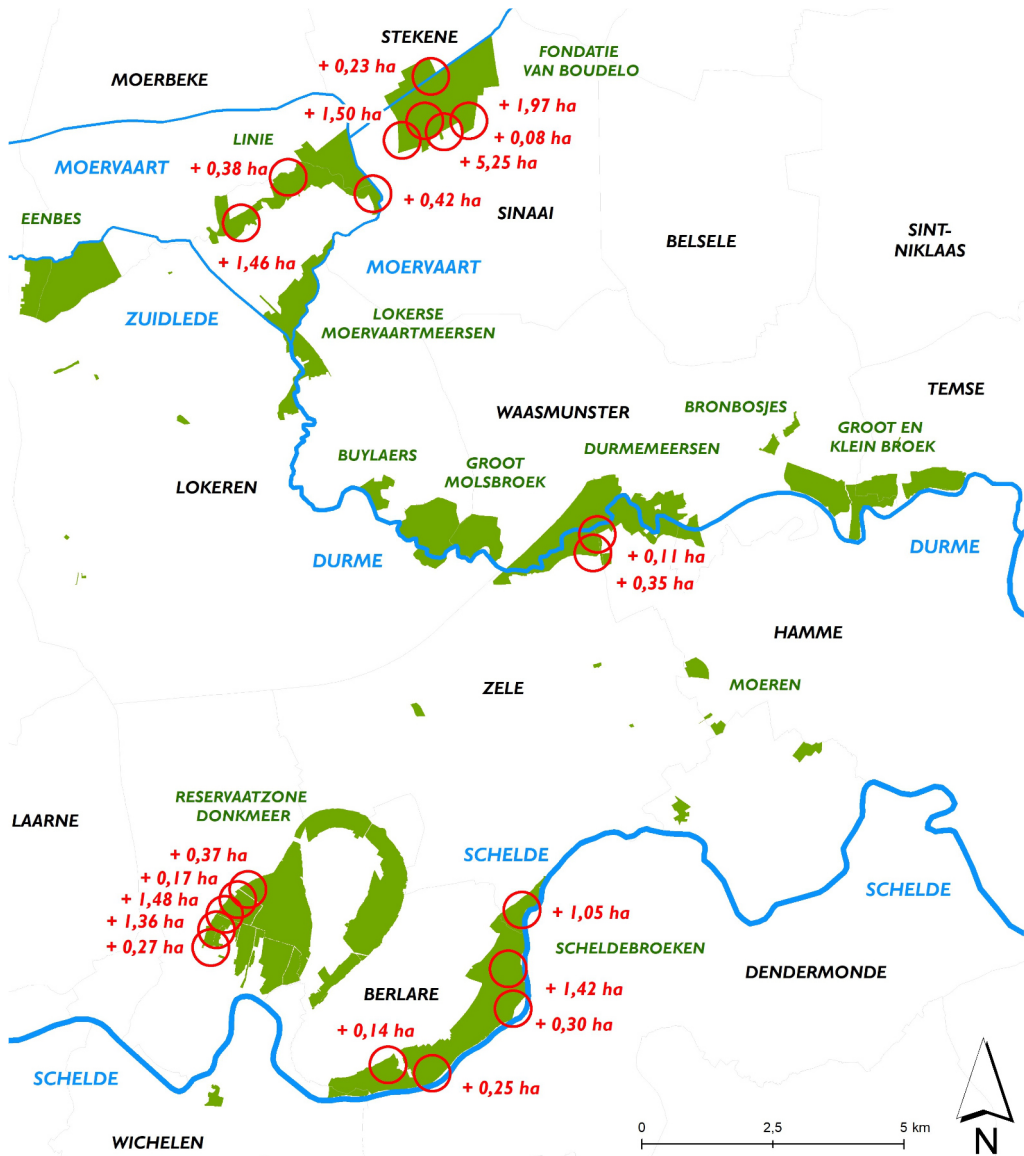 STEKENE
FONDATIE
VAN BOUDELO
+ 0,23 ha
MOERBEKE
+ 1,50 ha
+ 1,97 ha
+ 0,08 ha
+ 5,25 ha
LINIE
MOERVAART
+ 0,38 ha
+ 0,42 ha
EENBES
SINAAI
BELSELE
SINT-
NIKLAAS
+ 1,46 ha
MOERVAART
ZUIDLEDE
LOKERSE
MOERVAARTMEERSEN
TEMSE
WAASMUNSTER
BRONBOSJES
GROOT EN
KLEIN BROEK
DURMEMEERSEN
BUYLAERS
GROOT
MOLSBROEK
LOKEREN
DURME
+ 0,11 ha
+ 0,35 ha
DURME
HAMME
ZELE
MOEREN
RESERVAATZONE
DONKMEER
LAARNE
+ 0,37 ha
+ 0,17 ha
+ 1,48 ha
+ 1,36 ha
+ 0,27 ha
SCHELDE
SCHELDE
+ 1,05 ha
SCHELDEBROEKEN
DENDERMONDE
BERLARE
+ 1,42 ha
+ 0,30 ha
+ 0,14 ha
+ 0,25 ha
SCHELDE
WICHELEN
0 2,5 5 km
N